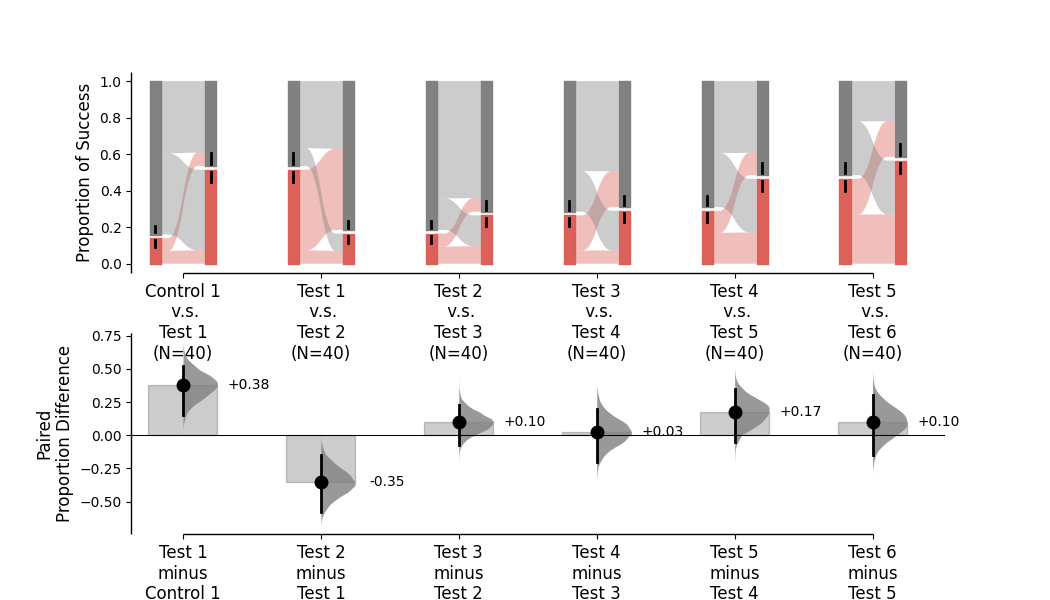 Proportion of Success
1.0
0.8
0.6
0.4
0.2
0.0
Control 1
v.s.
Test 1
(N=40)
Test 1
v.s.
Test 2
(N=40)
Test 2
v.s.
Test 3
(N=40)
Test 3
v.s.
Test 4
(N=40)
Test 4
v.s.
Test 5
(N=40)
Test 5
v.s.
Test 6
(N=40)
Paired
Proportion Difference
0.75
0.50
0.25
0.00
−0.25
−0.50
+0.38
-0.35
+0.10
+0.03
+0.17
+0.10
Test 1
minus
Control 1
Test 2
minus
Test 1
Test 3
minus
Test 2
Test 4
minus
Test 3
Test 5
minus
Test 4
Test 6
minus
Test 5